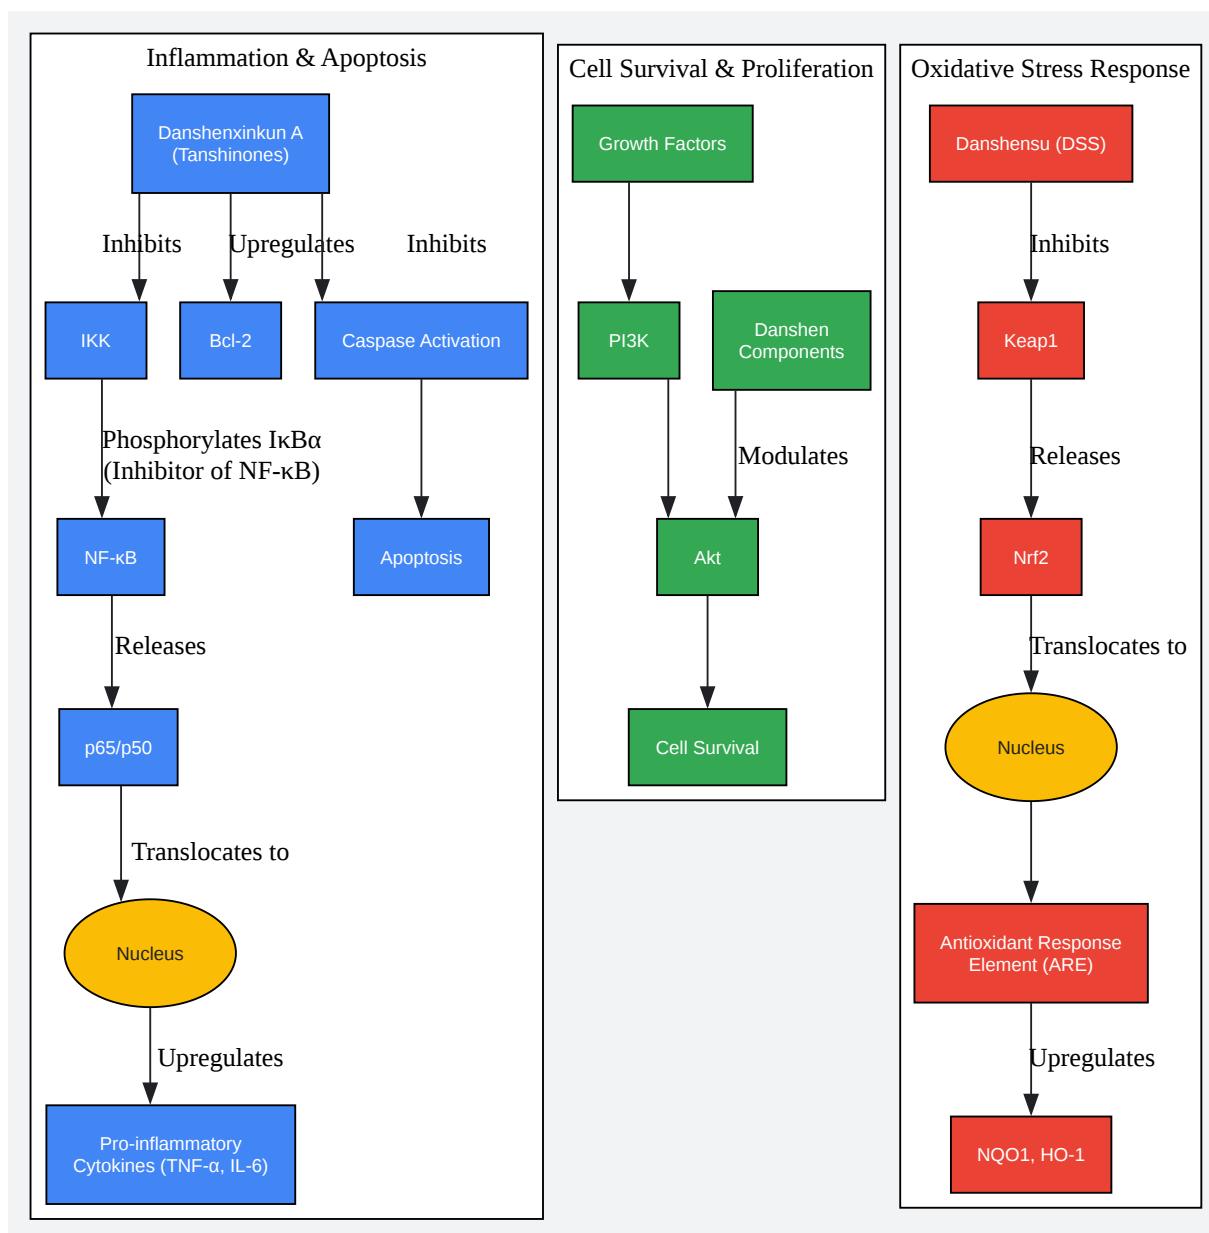 Inflammation & Apoptosis
Danshenxinkun A
(Tanshinones)
Inhibits
Upregulates
Inhibits
IKK
Bcl-2
Caspase Activation
Phosphorylates IκBα
(Inhibitor of NF-κB)
NF-κB
Apoptosis
Releases
p65/p50
Translocates to
Nucleus
Upregulates
Pro-inflammatory
Cytokines (TNF-α, IL-6)
Cell Survival & Proliferation
Growth Factors
PI3K
Danshen
Components
Modulates
Akt
Cell Survival
Oxidative Stress Response
Danshensu (DSS)
Inhibits
Keap1
Releases
Nrf2
Translocates to
Nucleus
Antioxidant Response
Element (ARE)
Upregulates
NQO1, HO-1